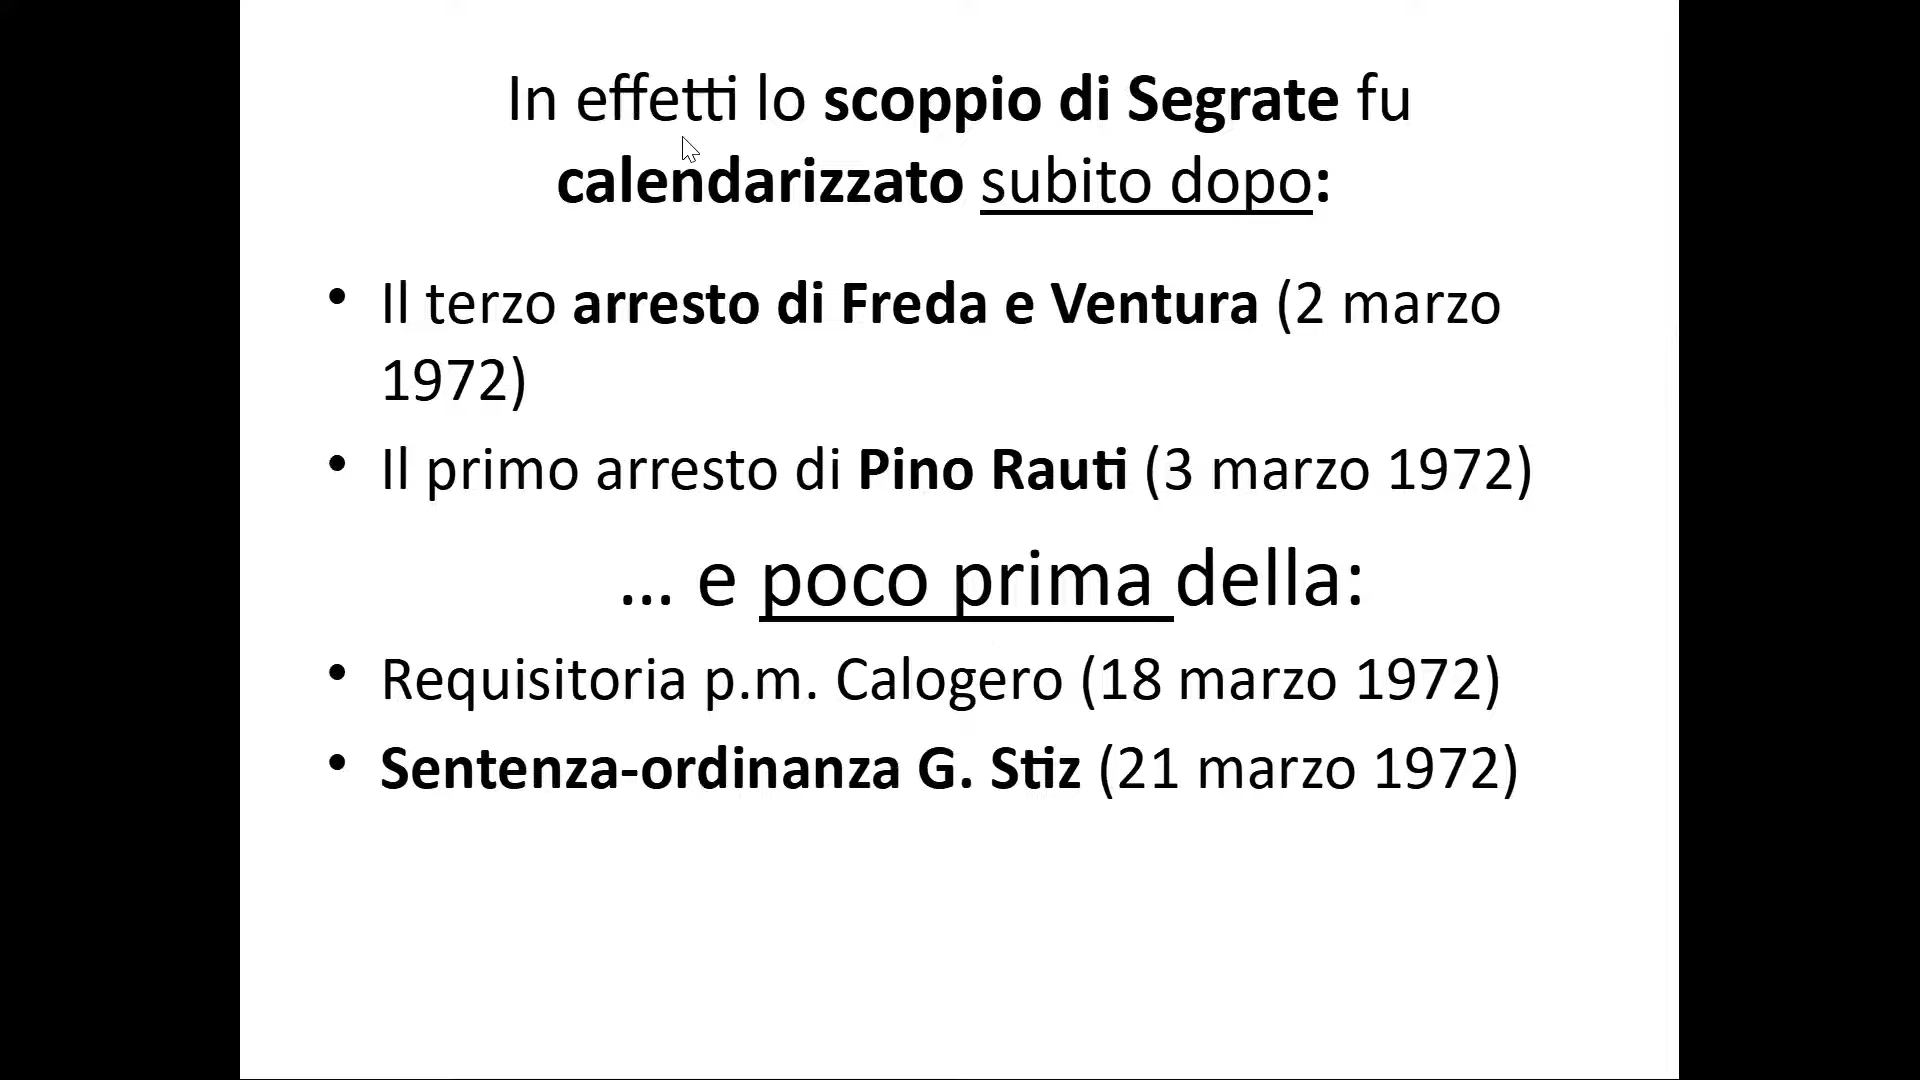 In effetti lo scoppio di Segrate fu
calendarizzato subito dopo:
• Il terzo arresto di Freda e Ventura (2 marzo
1972)
• Il primo arresto di Pino Rauti (3 marzo 1972)
... e poco prima della:
• Requisitoria p.m. Calogero (18 marzo 1972)
• Sentenza-ordinanza G. Stiz (21 marzo 1972)